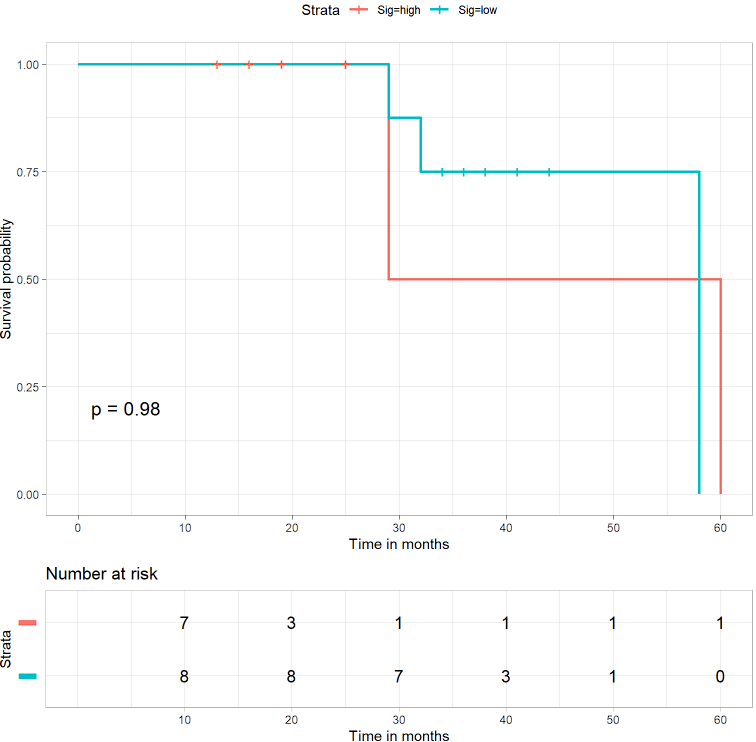 Strata Sig=high Sig=low
Survival probability
1.00
0.75
0.50
0.25
0.00
p = 0.98
0 10 20 30 40 50 60
Time in months
Number at risk
Strata
7 3 1 1 1 1
8 8 7 3 1 0
10 20 30 40 50 60
Time in months